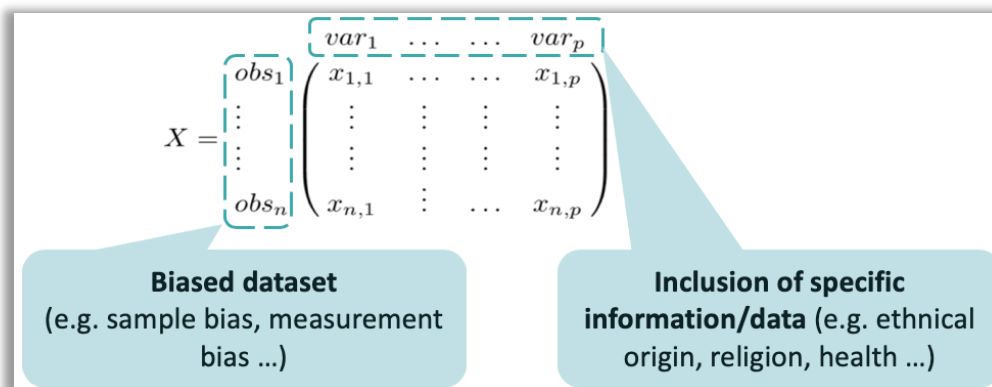 var₁ ... ... var_p
obs₁ x₁,₁ ... ... x₁,p
⋮ ⋮ ⋮ ⋮ ⋮
X =
⋮ ⋮ ⋮ ⋮ ⋮
obsₙ xₙ,₁ ⋮ ... xₙ,p
Biased dataset
(e.g. sample bias, measurement
bias ...)
Inclusion of specific
information/data (e.g. ethnical
origin, religion, health ...)